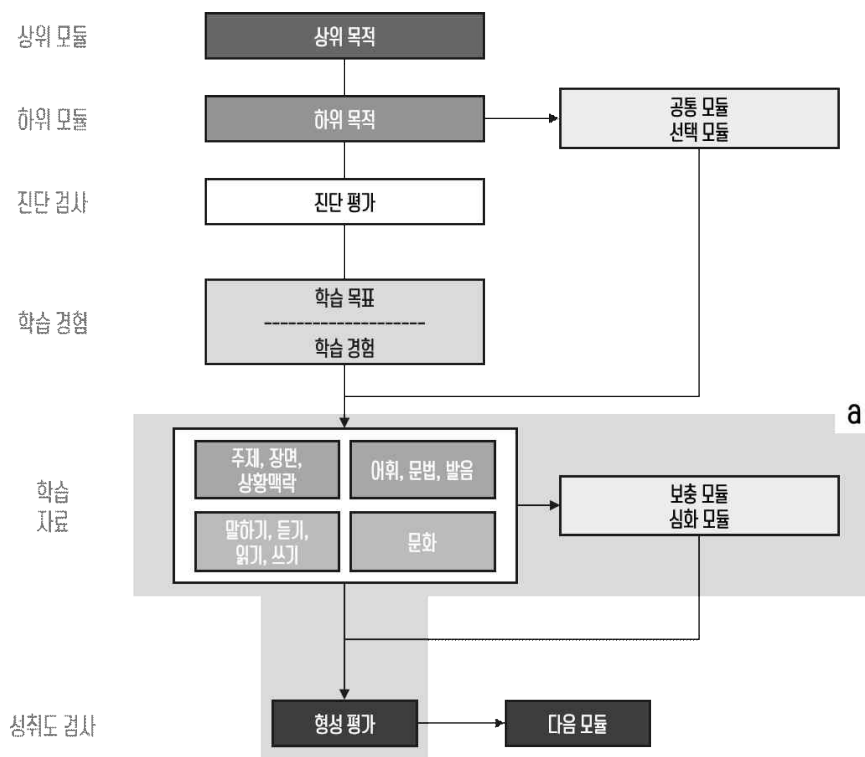 상위 모듈
상위 목적
하위 모듈
하위 목적
공통 모듈
선택 모듈
진단 검사
진단 평가
학습 경험
학습 목표
---------------------
학습 경험
a
학습
자료
주제, 장면,
상황맥락
어휘, 문법, 발음
말하기, 듣기,
읽기, 쓰기
문화
보충 모듈
심화 모듈
성취도 검사
형성 평가
다음 모듈